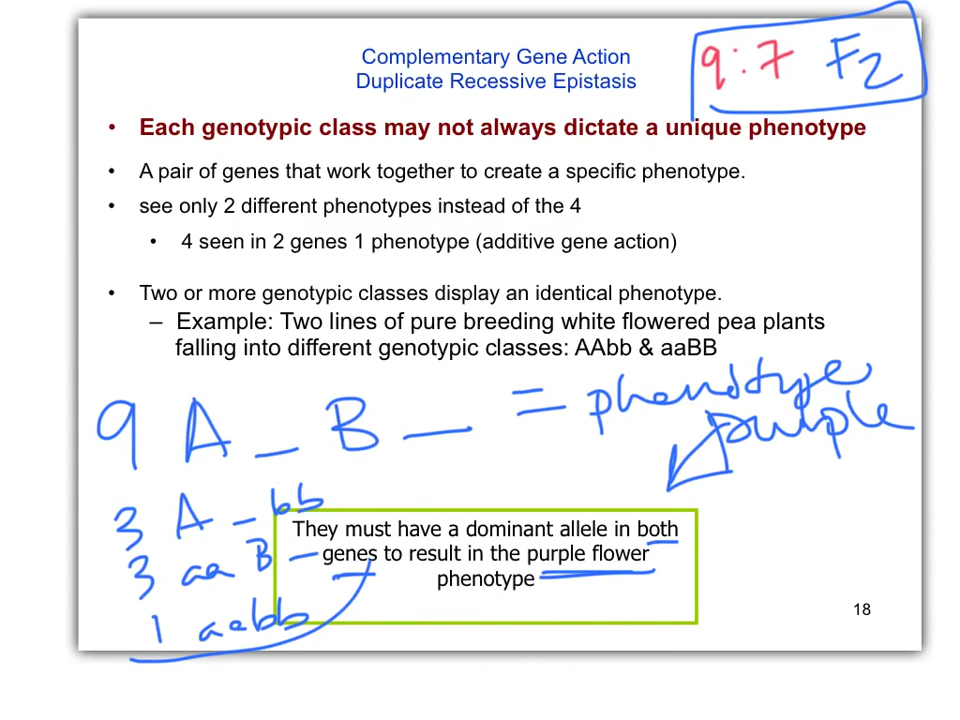 Complementary Gene Action
Duplicate Recessive Epistasis
9:7 F2
• Each genotypic class may not always dictate a unique phenotype
• A pair of genes that work together to create a specific phenotype.
• see only 2 different phenotypes instead of the 4
• 4 seen in 2 genes 1 phenotype (additive gene action)
• Two or more genotypic classes display an identical phenotype.
– Example: Two lines of pure breeding white flowered pea plants
falling into different genotypic classes: AAbb & aaBB
9 A_B_ = phenotype
purple
3 A_bb
3 aa B_
1 aabb
They must have a dominant allele in both
genes to result in the purple flower
phenotype
18